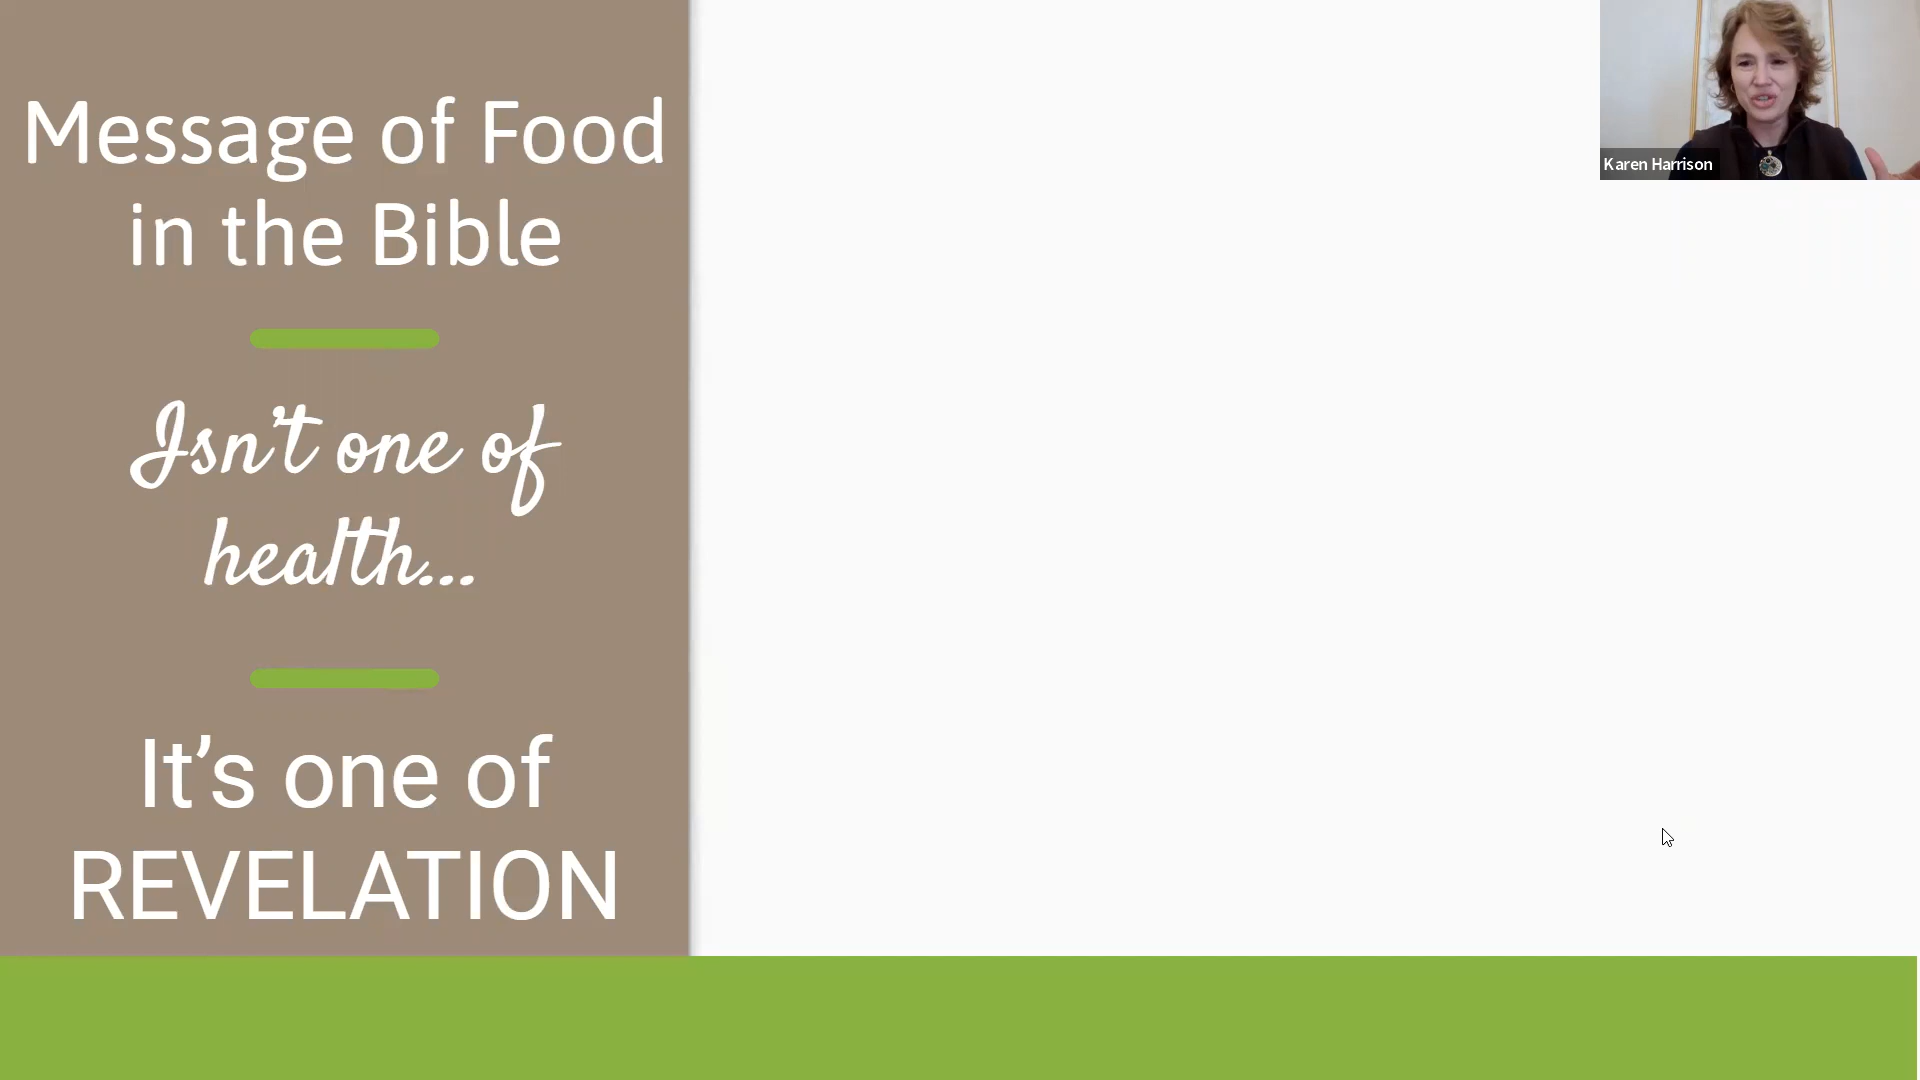 Message of Food
in the Bible
Isn’t one of
health...
It’s one of
REVELATION
Karen Harrison